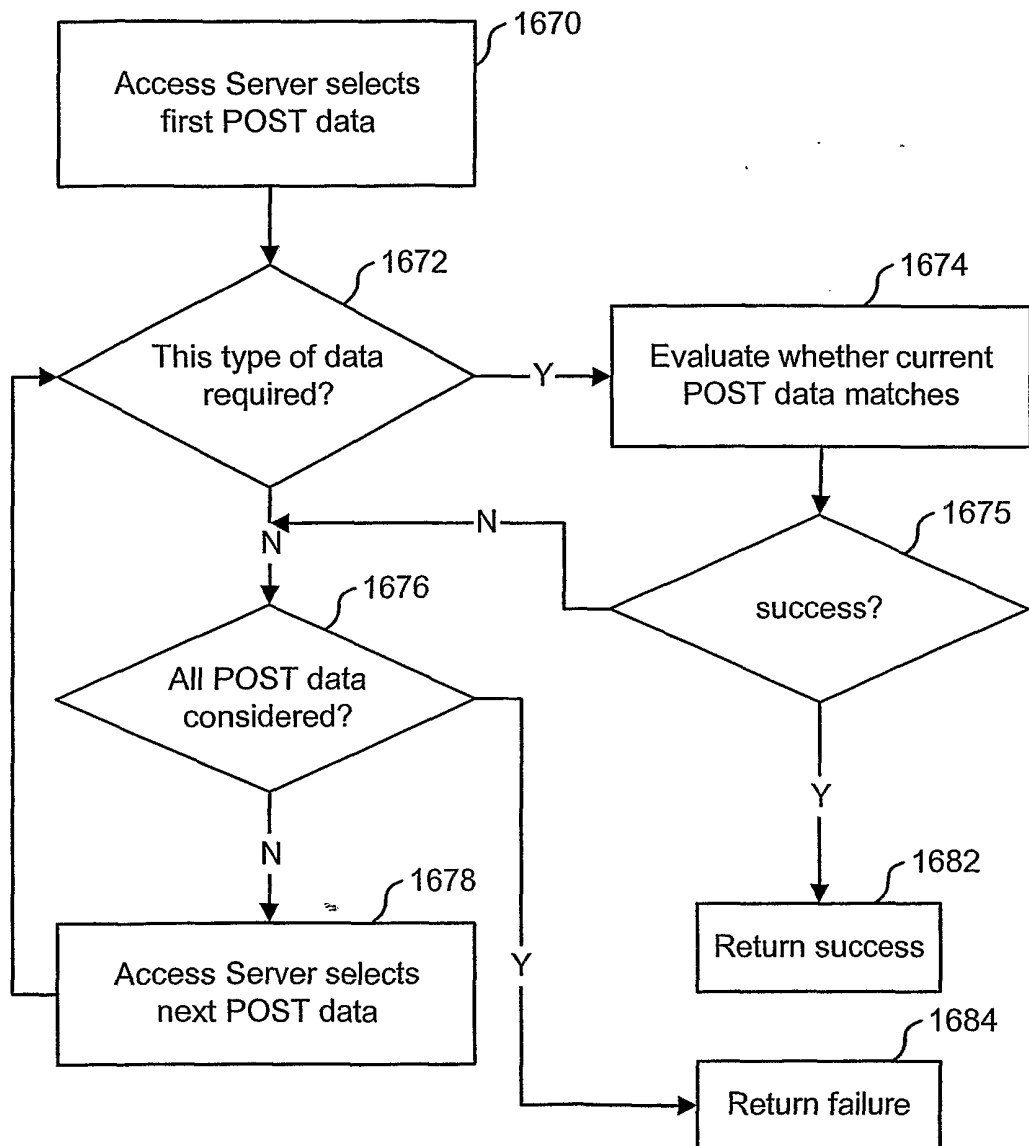 1670
Access Server selects
first POST data
1672
This type of data
required?
Y
1674
Evaluate whether current
POST data matches
N
N
1675
success?
1676
All POST data
considered?
Y
N
1678
Access Server selects
next POST data
Y
1682
Return success
1684
Return failure